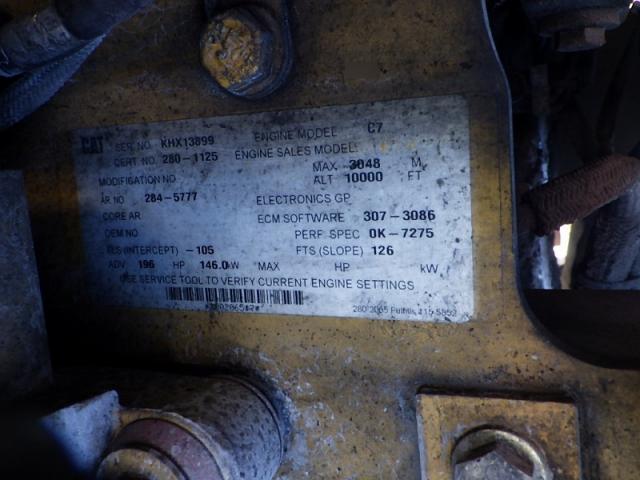 CAT SER NO. KHX13899 ENGINE MODEL C7
CERT NO. 280-1125 ENGINE SALES MODEL
MODIFICATION NO MAX 3048 M
ALT 10000 FT
AR NO 284-5777 ELECTRONICS GP
CORE AR ECM SOFTWARE 307-3086
OEM NO PERF SPEC 0K-7275
FLS (INTERCEPT) -105 FTS (SLOPE) 126
ADV 196 HP 146.0 kW MAX HP kW
USE SERVICE TOOL TO VERIFY CURRENT ENGINE SETTINGS